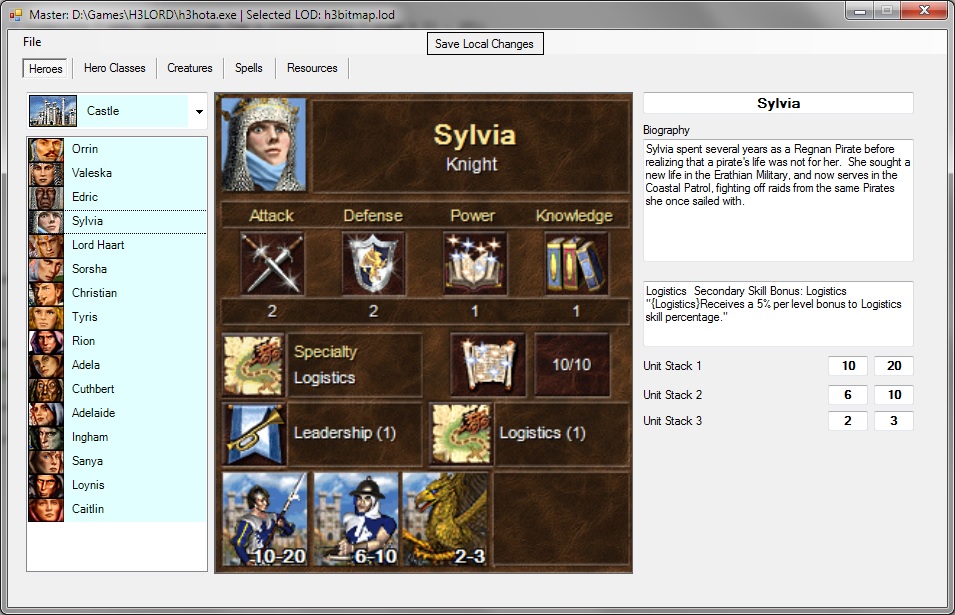 Master: D:\Games\H3LORD\h3hota.exe | Selected LOD: h3bitmap.lod
File
Save Local Changes
Heroes Hero Classes Creatures Spells Resources
Castle
Orrin
Valeska
Edric
Sylvia
Lord Haart
Sorsha
Christian
Tyris
Rion
Adela
Cuthbert
Adelaide
Ingham
Sanya
Loynis
Caitlin
Sylvia
Knight
Attack Defense Power Knowledge
2 2 1 1
Specialty
Logistics
10/10
Leadership (1) Logistics (1)
10-20 6-10 2-3
Sylvia
Biography
Sylvia spent several years as a Regnan Pirate before
realizing that a pirate's life was not for her.  She sought a
new life in the Erathian Military, and now serves in the
Coastal Patrol, fighting off raids from the same Pirates
she once sailed with.
Logistics  Secondary Skill Bonus: Logistics
"{Logistics}Receives a 5% per level bonus to Logistics
skill percentage."
Unit Stack 1 10 20
Unit Stack 2 6 10
Unit Stack 3 2 3